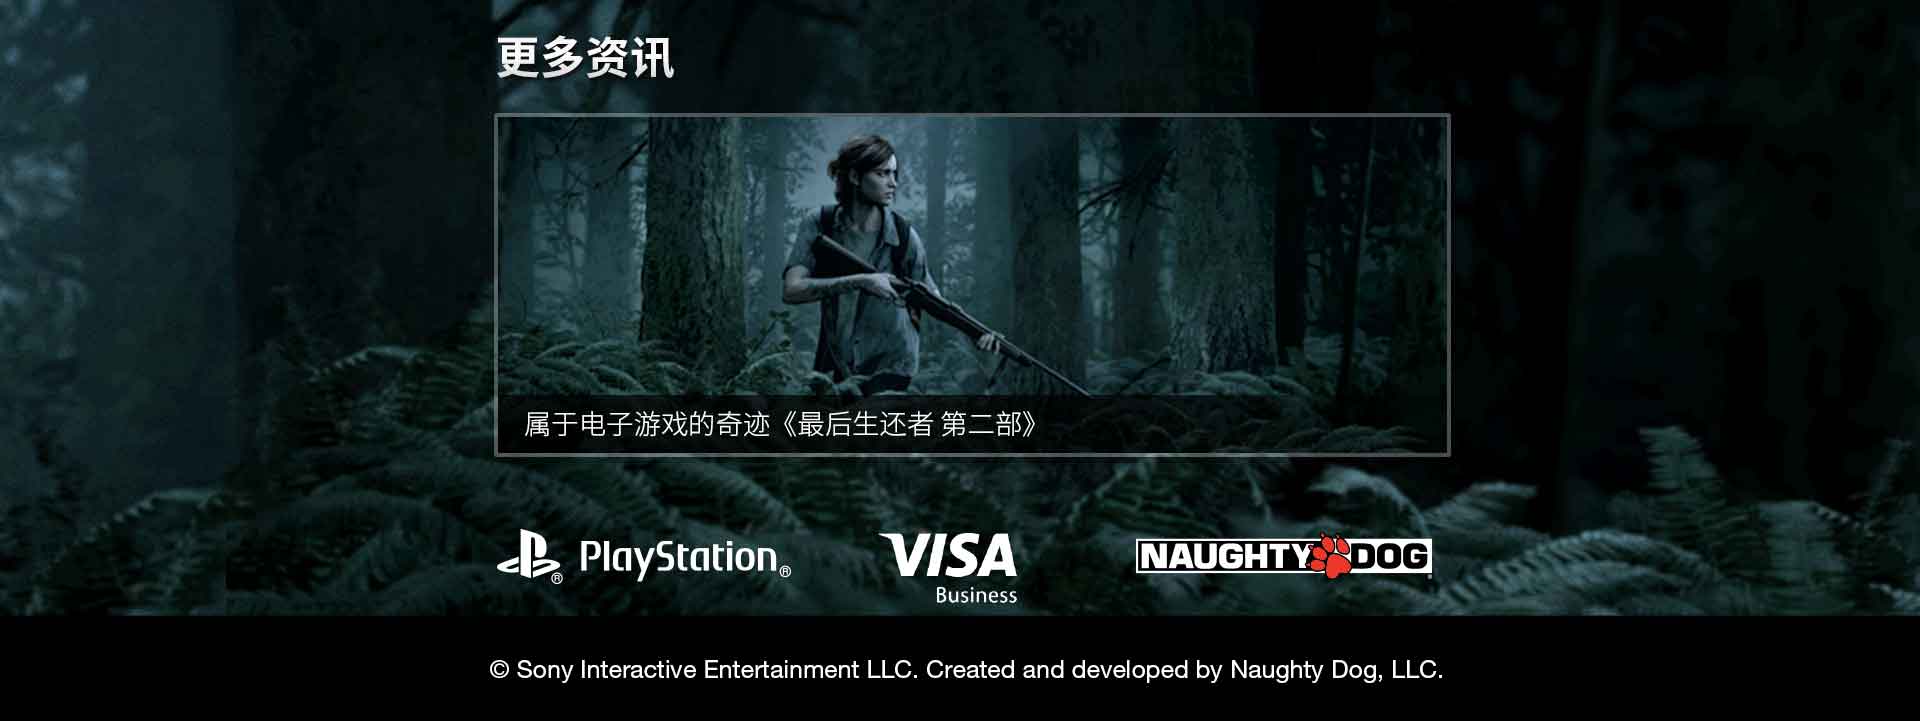 更多资讯
属于电子游戏的奇迹《最后生还者 第二部》
PlayStation®
VISA
Business
NAUGHTY DOG
© Sony Interactive Entertainment LLC. Created and developed by Naughty Dog, LLC.